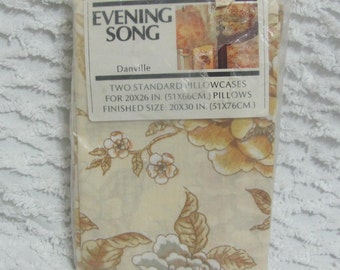 EVENING
SONG
Danville
TWO STANDARD PILLOWCASES
FOR 20X26 IN. (51X66CM.) PILLOWS
FINISHED SIZE: 20X30 IN. (51X76CM.)